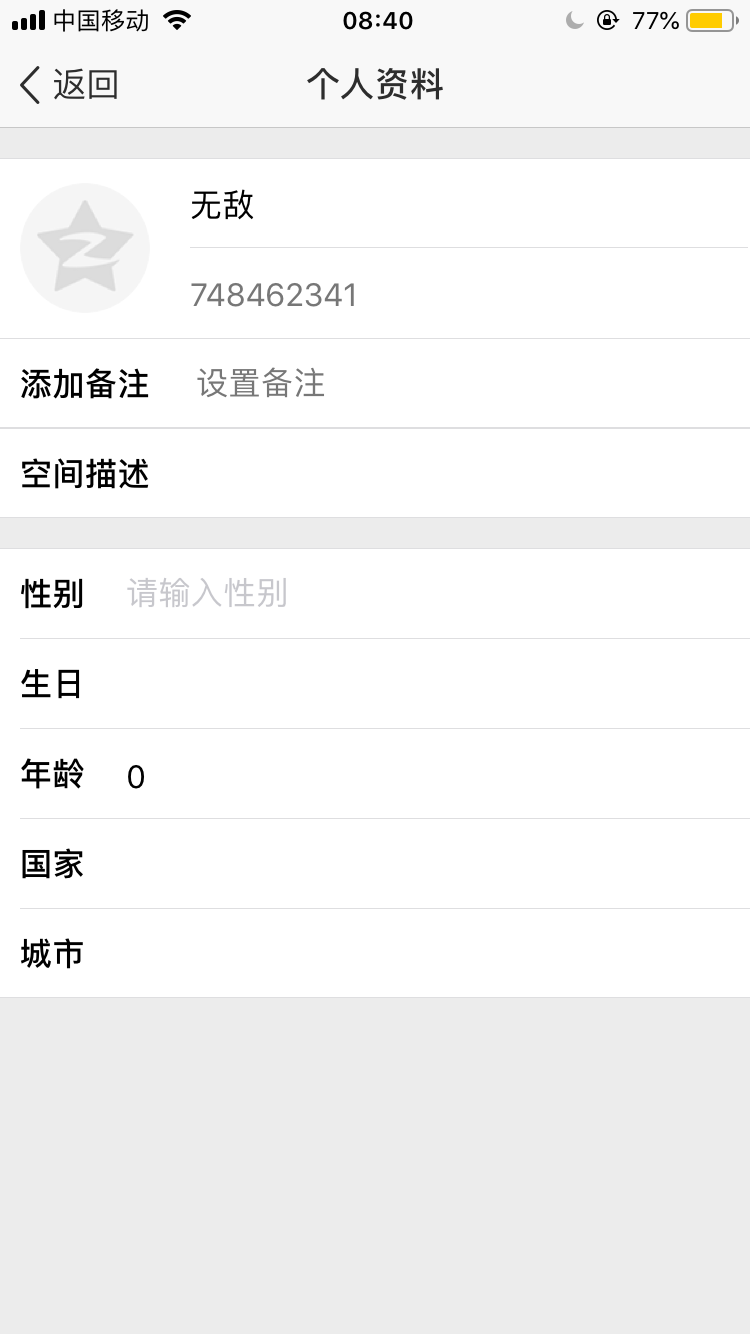 中国移动 08:40 77%
返回 个人资料
无敌
748462341
添加备注 设置备注
空间描述
性别 请输入性别
生日
年龄 0
国家
城市